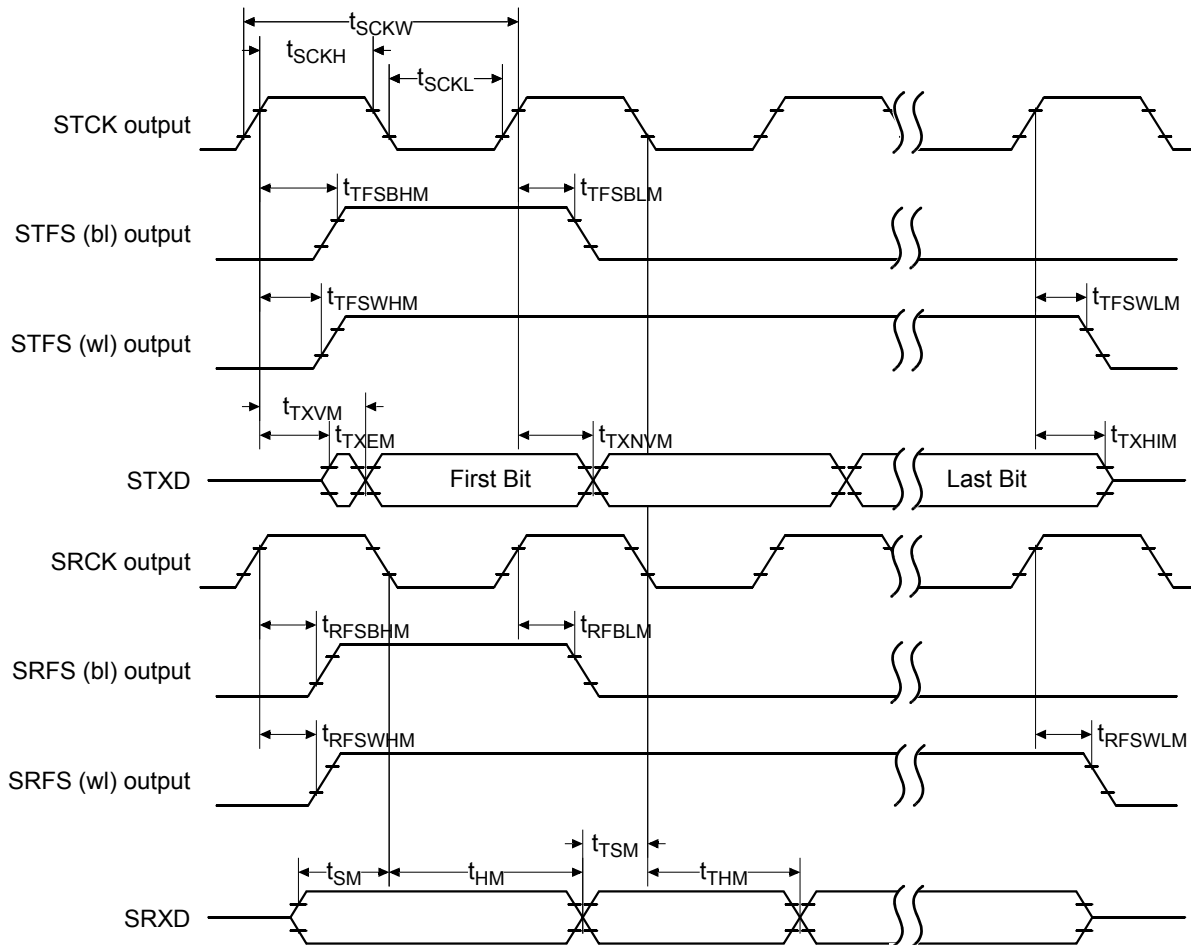 tSCKW
tSCKH
tSCKL
STCK output
tTFSBHM
tTFSBLM
STFS (bl) output
tTFSWHM
tTFSWLM
STFS (wl) output
tTXVM
tTXEM
tTXNVM
tTXHIM
STXD
First Bit
Last Bit
SRCK output
tRFSBHM
tRFBLM
SRFS (bl) output
tRFSWHM
tRFSWLM
SRFS (wl) output
tTSM
tSM
tHM
tTHM
SRXD